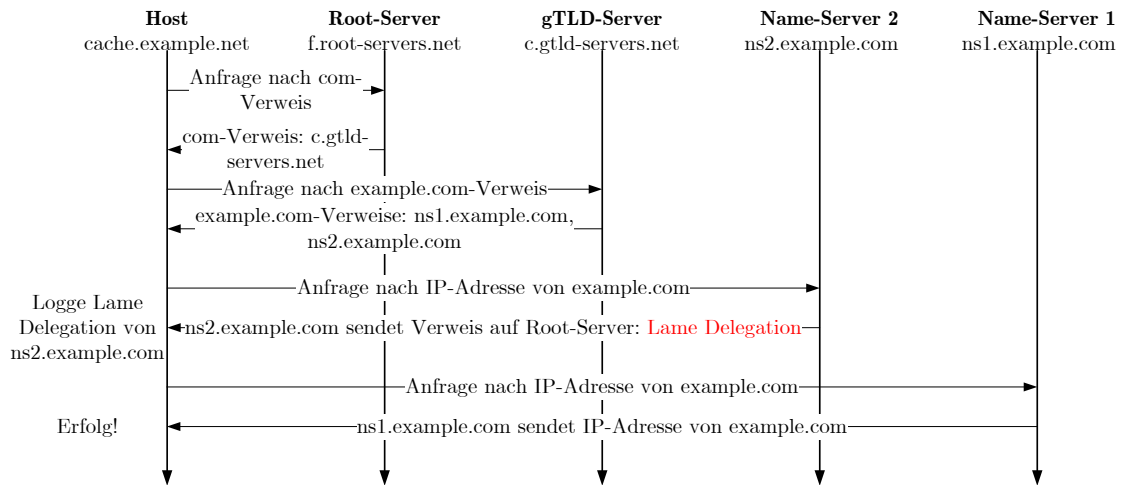 Host
cache.example.net
Root-Server
f.root-servers.net
gTLD-Server
c.gtld-servers.net
Name-Server 2
ns2.example.com
Name-Server 1
ns1.example.com
Anfrage nach com-
Verweis
com-Verweis: c.gtld-
servers.net
Anfrage nach example.com-Verweis
example.com-Verweise: ns1.example.com,
ns2.example.com
Anfrage nach IP-Adresse von example.com
Logge Lame
Delegation von
ns2.example.com
ns2.example.com sendet Verweis auf Root-Server: Lame Delegation
Anfrage nach IP-Adresse von example.com
Erfolg!
ns1.example.com sendet IP-Adresse von example.com